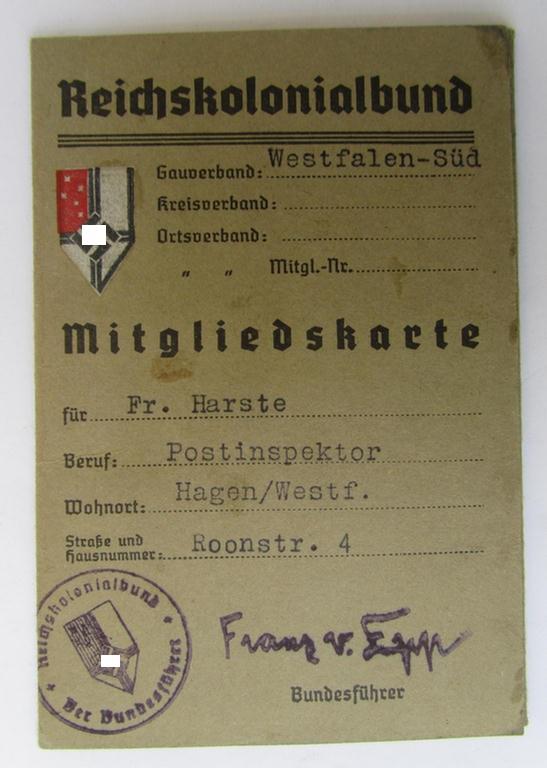 Reichskolonialbund
Gauverband: Westfalen-Süd
Kreisverband:
Ortsverband:
„ „ Mitgl.-Nr.
Mitgliedskarte
für Fr. Harste
Beruf: Postinspektor
Wohnort: Hagen/Westf.
Straße und
Hausnummer: Roonstr. 4
Reichskolonialbund
Der Bundesführer
Franz v. Epp
Bundesführer